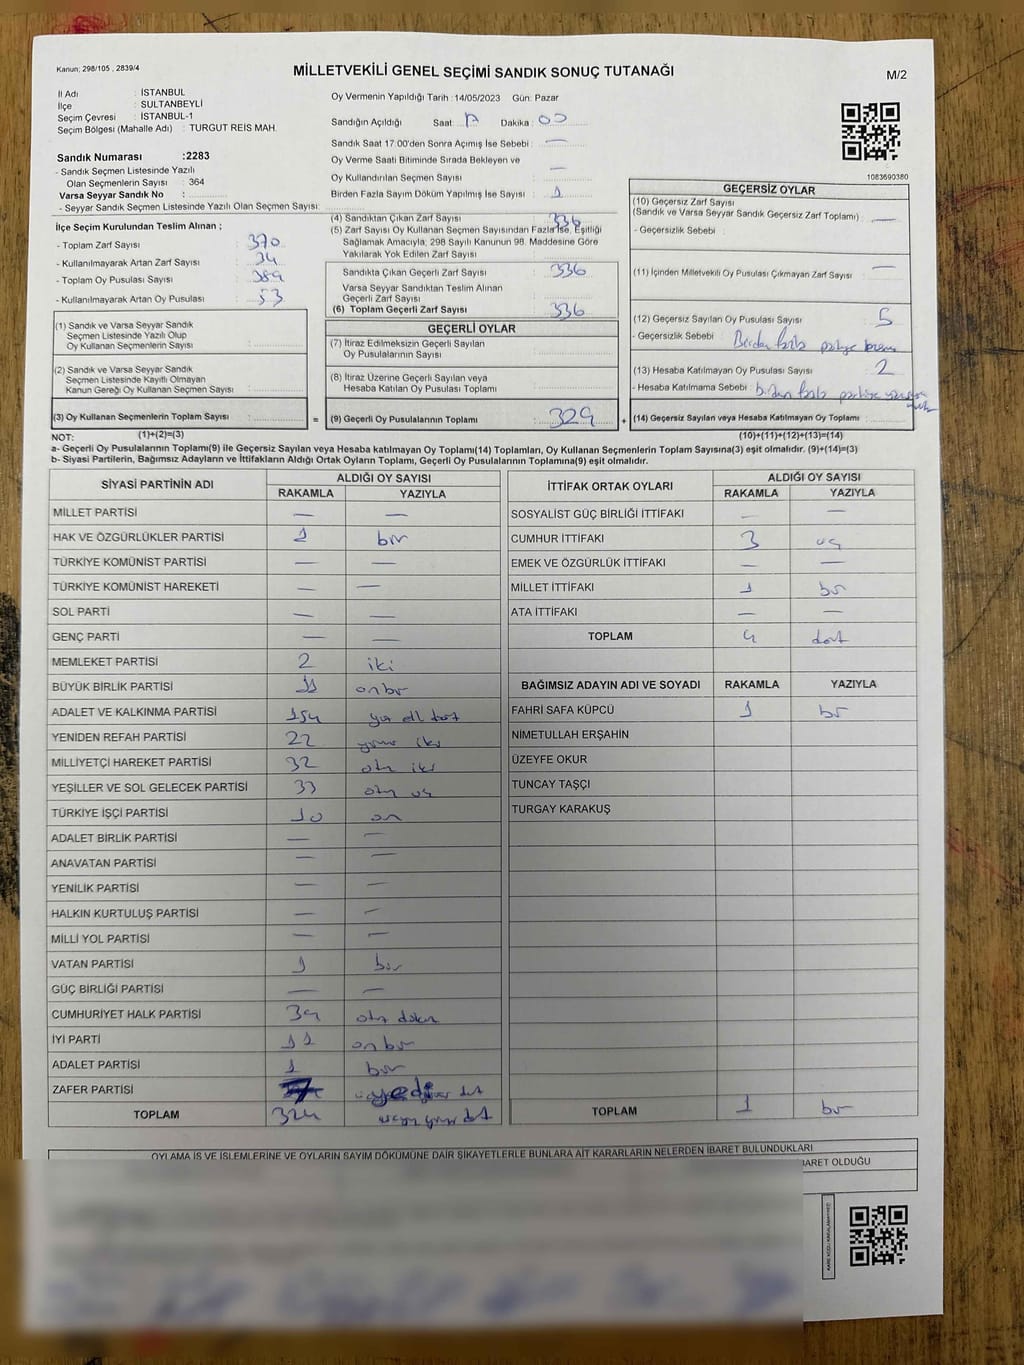 Kanun; 298/105 , 2839/4
MİLLETVEKİLİ GENEL SEÇİMİ SANDIK SONUÇ TUTANAĞI
M/2
İl Adı : İSTANBUL
İlçe : SULTANBEYLİ
Seçim Çevresi : İSTANBUL-1
Seçim Bölgesi (Mahalle Adı) : TURGUT REİS MAH.
Sandık Numarası :2283
- Sandık Seçmen Listesinde Yazılı
Olan Seçmenlerin Sayısı : 364
Varsa Seyyar Sandık No :
- Seyyar Sandık Seçmen Listesinde Yazılı Olan Seçmen Sayısı:
Oy Vermenin Yapıldığı Tarih :14/05/2023 Gün: Pazar
Sandığın Açıldığı Saat: 17 Dakika : 00
Sandık Saat 17:00'den Sonra Açımış İse Sebebi : —
Oy Verme Saati Bitiminde Sırada Bekleyen ve
Oy Kullandırılan Seçmen Sayısı : —
Birden Fazla Sayım Döküm Yapılmış İse Sayısı : 1
1083690380
İlçe Seçim Kurulundan Teslim Alınan ;
- Toplam Zarf Sayısı : 370
- Kullanılmayarak Artan Zarf Sayısı : 34
- Toplam Oy Pusulası Sayısı : 389
- Kullanılmayarak Artan Oy Pusulası : 53
(1) Sandık ve Varsa Seyyar Sandık
Seçmen Listesinde Yazılı Olup
Oy Kullanan Seçmenlerin Sayısı :
(2) Sandık ve Varsa Seyyar Sandık
Seçmen Listesinde Kayıtlı Olmayan
Kanun Gereği Oy Kullanan Seçmen Sayısı :
(3) Oy Kullanan Seçmenlerin Toplam Sayısı : =
(4) Sandıktan Çıkan Zarf Sayısı : 336
(5) Zarf Sayısı Oy Kullanan Seçmen Sayısından Fazla İse, Eşitliği
Sağlamak Amacıyla; 298 Sayılı Kanunun 98. Maddesine Göre
Yakılarak Yok Edilen Zarf Sayısı :
Sandıkta Çıkan Geçerli Zarf Sayısı : 336
Varsa Seyyar Sandıktan Teslim Alınan
Geçerli Zarf Sayısı :
(6) Toplam Geçerli Zarf Sayısı : 336
GEÇERLİ OYLAR
(7) İtiraz Edilmeksizin Geçerli Sayılan
Oy Pusulalarının Sayısı :
(8) İtiraz Üzerine Geçerli Sayılan veya
Hesaba Katılan Oy Pusulası Toplamı :
(9) Geçerli Oy Pusulalarının Toplamı : 329 +
GEÇERSİZ OYLAR
(10) Geçersiz Zarf Sayısı
(Sandık ve Varsa Seyyar Sandık Geçersiz Zarf Toplamı) : —
- Geçersizlik Sebebi :
(11) İçinden Milletvekili Oy Pusulası Çıkmayan Zarf Sayısı : —
(12) Geçersiz Sayılan Oy Pusulası Sayısı : 5
- Geçersizlik Sebebi : Birden fazla partiye
(13) Hesaba Katılmayan Oy Pusulası Sayısı : 2
- Hesaba Katılmama Sebebi : birden fazla partiye
(14) Geçersiz Sayılan veya Hesaba Katılmayan Oy Toplamı :
NOT: (1)+(2)=(3) (10)+(11)+(12)+(13)=(14)
a- Geçerli Oy Pusulalarının Toplamı(9) ile Geçersiz Sayılan veya Hesaba katılmayan Oy Toplamı(14) Toplamları, Oy Kullanan Seçmenlerin Toplam Sayısına(3) eşit olmalıdır. (9)+(14)=(3)
b- Siyasi Partilerin, Bağımsız Adayların ve İttifakların Aldığı Ortak Oyların Toplamı, Geçerli Oy Pusulalarının Toplamına(9) eşit olmalıdır.
SİYASİ PARTİNİN ADI ALDIĞI OY SAYISI
RAKAMLA YAZIYLA
MİLLET PARTİSİ — —
HAK VE ÖZGÜRLÜKLER PARTİSİ 1 bir
TÜRKİYE KOMÜNİST PARTİSİ — —
TÜRKİYE KOMÜNİST HAREKETİ — —
SOL PARTİ — —
GENÇ PARTİ — —
MEMLEKET PARTİSİ 2 iki
BÜYÜK BİRLİK PARTİSİ 11 onbir
ADALET VE KALKINMA PARTİSİ 154 yüz elli dört
YENİDEN REFAH PARTİSİ 22 yirmi iki
MİLLİYETÇİ HAREKET PARTİSİ 32 otuz iki
YEŞİLLER VE SOL GELECEK PARTİSİ 33 otuz üç
TÜRKİYE İŞÇİ PARTİSİ 10 on
ADALET BİRLİK PARTİSİ — —
ANAVATAN PARTİSİ — —
YENİLİK PARTİSİ — —
HALKIN KURTULUŞ PARTİSİ — —
MİLLİ YOL PARTİSİ — —
VATAN PARTİSİ 1 bir
GÜÇ BİRLİĞİ PARTİSİ — —
CUMHURİYET HALK PARTİSİ 39 otuz dokuz
İYİ PARTİ 11 onbir
ADALET PARTİSİ 1 bir
ZAFER PARTİSİ 7 yedi
TOPLAM 324 üçyüz yirmi dört
İTTİFAK ORTAK OYLARI ALDIĞI OY SAYISI
RAKAMLA YAZIYLA
SOSYALİST GÜÇ BİRLİĞİ İTTİFAKI — —
CUMHUR İTTİFAKI 3 üç
EMEK VE ÖZGÜRLÜK İTTİFAKI — —
MİLLET İTTİFAKI 1 bir
ATA İTTİFAKI — —
TOPLAM 4 dört
BAĞIMSIZ ADAYIN ADI VE SOYADI RAKAMLA YAZIYLA
FAHRİ SAFA KÜPCÜ 1 bir
NİMETULLAH ERŞAHİN
ÜZEYFE OKUR
TUNCAY TAŞÇI
TURGAY KARAKUŞ
TOPLAM 1 bir
OYLAMA İŞ VE İŞLEMLERİNE VE OYLARIN SAYIM DÖKÜMÜNE DAİR ŞİKAYETLERLE BUNLARA AİT KARARLARIN NELERDEN İBARET BULUNDUKLARI
İBARET OLDUĞU